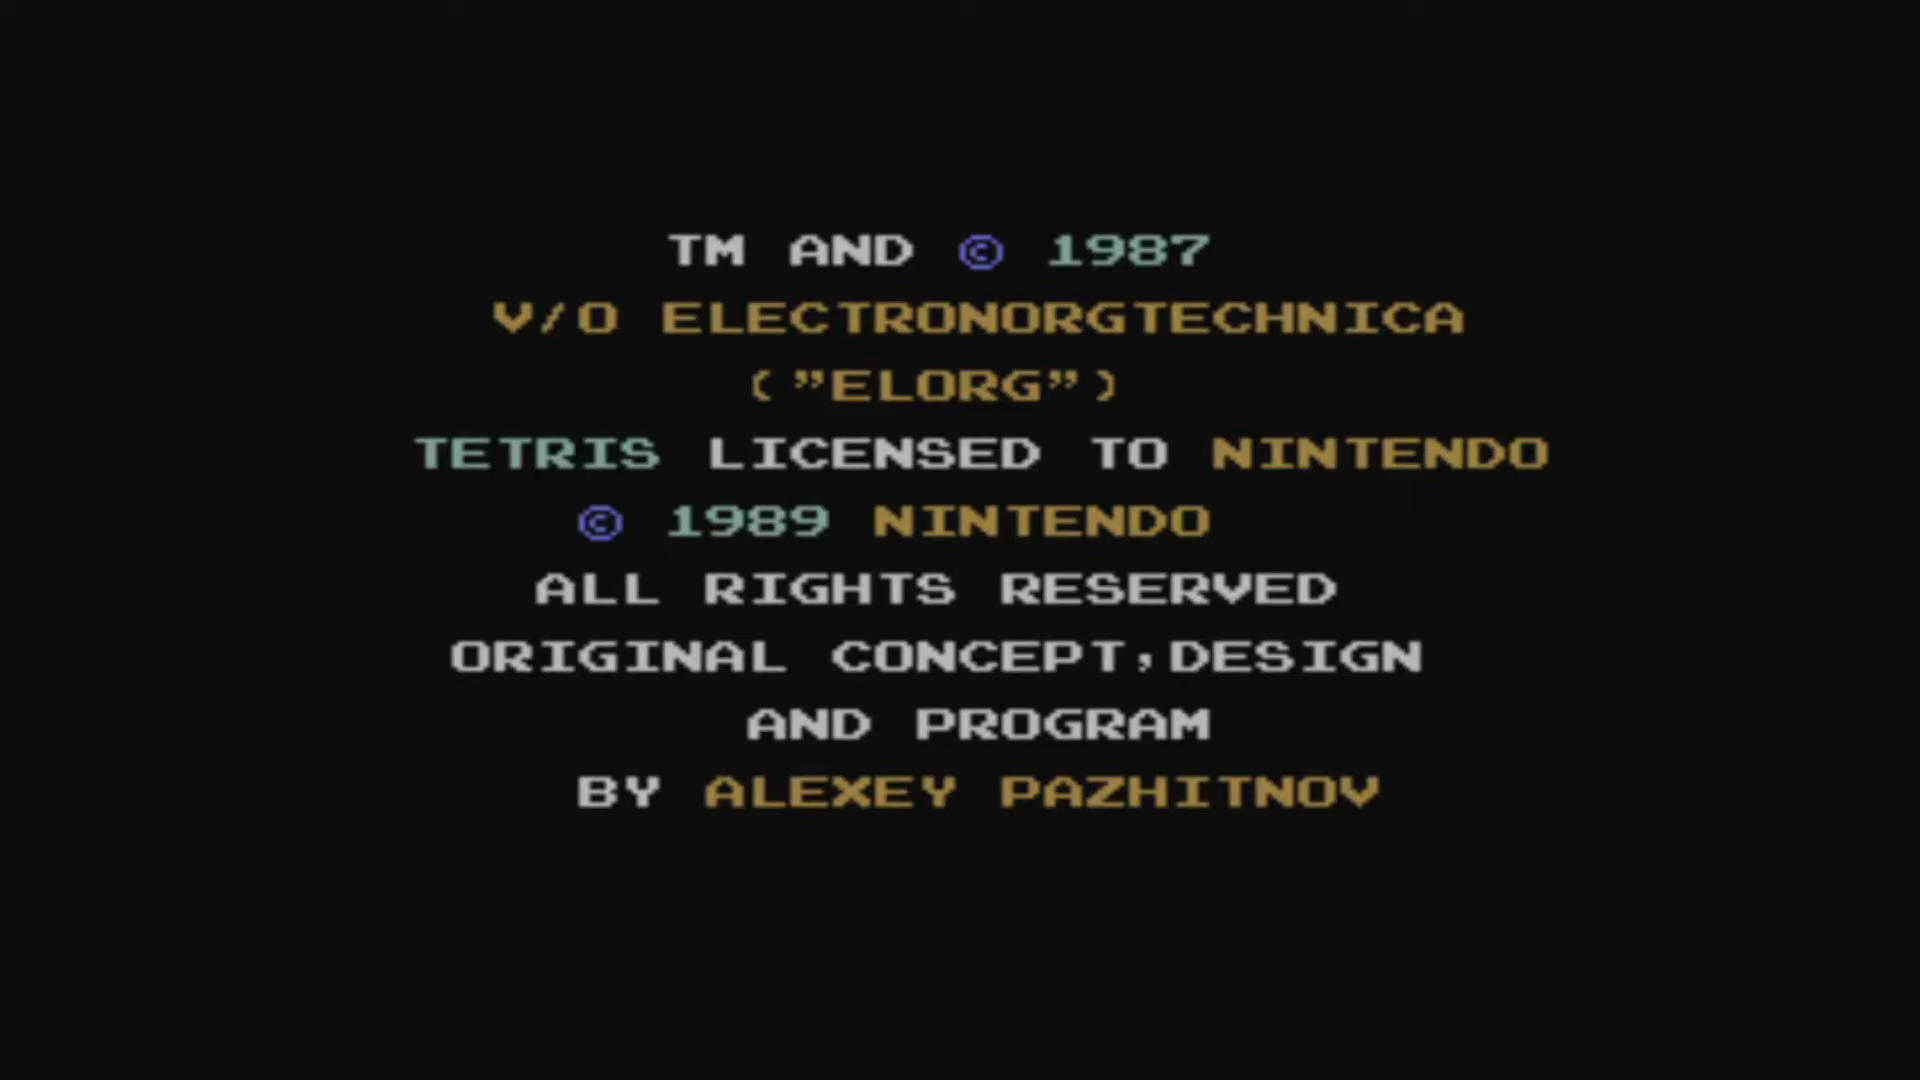 TM AND © 1987
V/O ELECTRONORGTECHNICA
("ELORG")
TETRIS LICENSED TO NINTENDO
© 1989 NINTENDO
ALL RIGHTS RESERVED
ORIGINAL CONCEPT,DESIGN
AND PROGRAM
BY ALEXEY PAZHITNOV